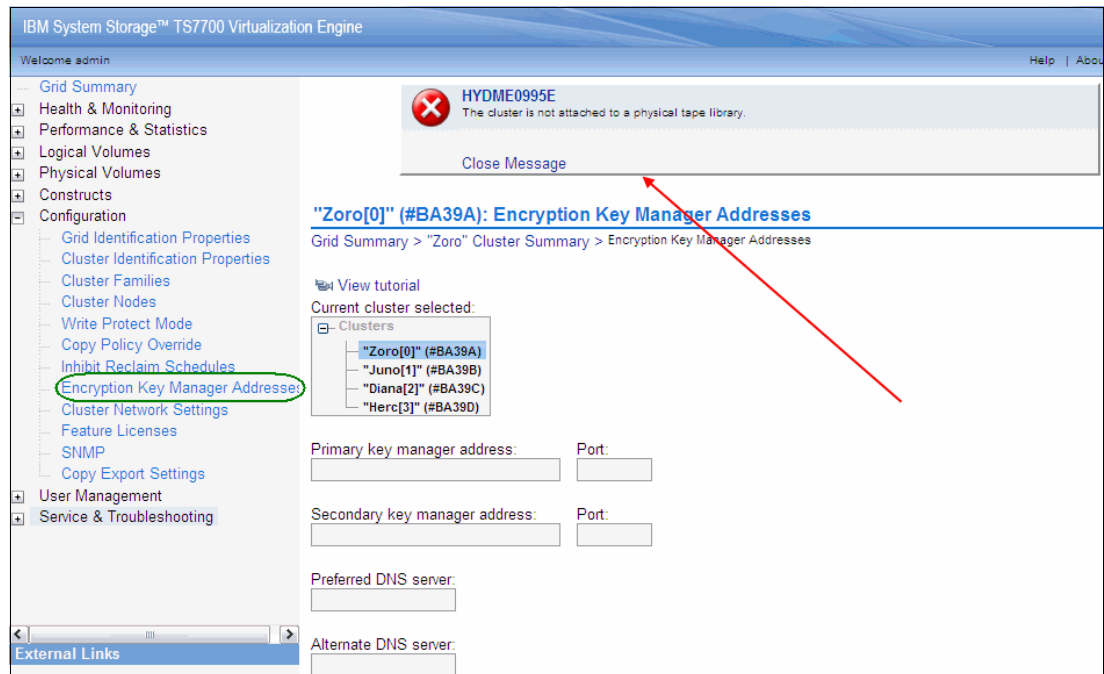 IBM System Storage™ TS7700 Virtualization Engine
Welcome admin
Help | Abou
Grid Summary
Health & Monitoring
Performance & Statistics
Logical Volumes
Physical Volumes
Constructs
Configuration
Grid Identification Properties
Cluster Identification Properties
Cluster Families
Cluster Nodes
Write Protect Mode
Copy Policy Override
Inhibit Reclaim Schedules
Encryption Key Manager Addresses
Cluster Network Settings
Feature Licenses
SNMP
Copy Export Settings
User Management
Service & Troubleshooting
External Links
HYDME0995E
The cluster is not attached to a physical tape library.
Close Message
"Zoro[0]" (#BA39A): Encryption Key Manager Addresses
Grid Summary > "Zoro" Cluster Summary > Encryption Key Manager Addresses
View tutorial
Current cluster selected:
Clusters
"Zoro[0]" (#BA39A)
"Juno[1]" (#BA39B)
"Diana[2]" (#BA39C)
"Herc[3]" (#BA39D)
Primary key manager address: Port:
Secondary key manager address: Port:
Preferred DNS server:
Alternate DNS server: